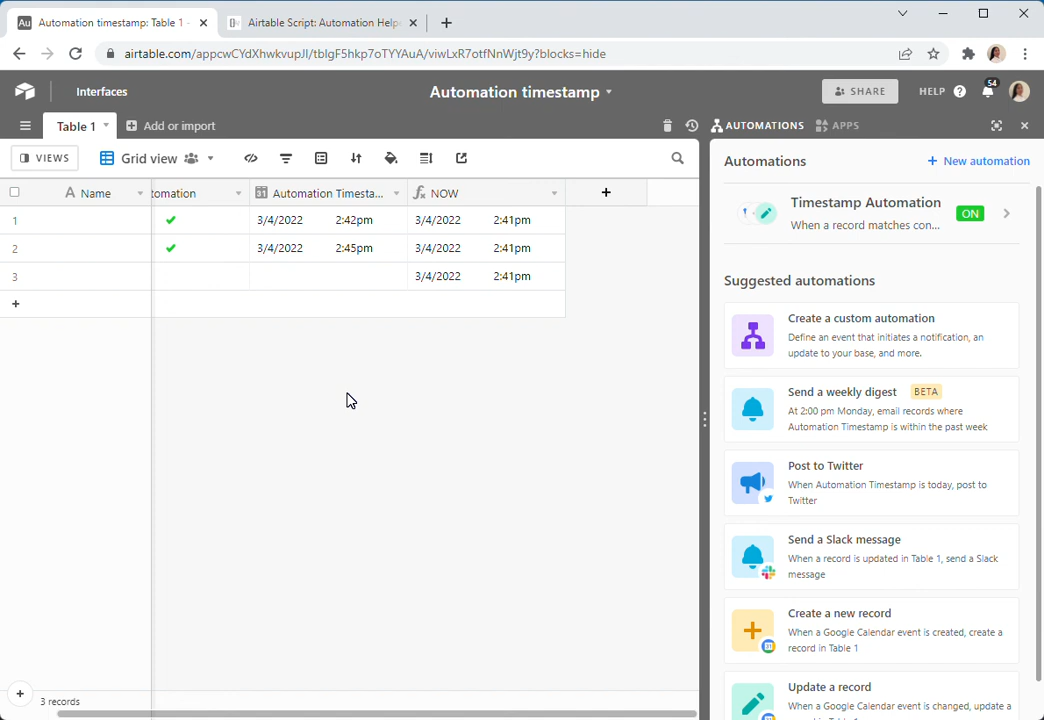 Automation timestamp: Table 1 -
Airtable Script: Automation Helpe
airtable.com/appcwCYdXhwkvupJI/tblgF5hkp7oTYYAuA/viwLxR7otfNnWjt9y?blocks=hide
Interfaces
Automation timestamp
SHARE
HELP
54
Table 1
Add or import
AUTOMATIONS
APPS
VIEWS
Grid view
Automations
+ New automation
Name
tomation
Automation Timesta...
NOW
1 3/4/2022 2:42pm 3/4/2022 2:41pm
2 3/4/2022 2:45pm 3/4/2022 2:41pm
3 3/4/2022 2:41pm
3 records
Timestamp Automation
When a record matches con...
ON
Suggested automations
Create a custom automation
Define an event that initiates a notification, an
update to your base, and more.
Send a weekly digest BETA
At 2:00 pm Monday, email records where
Automation Timestamp is within the past week
Post to Twitter
When Automation Timestamp is today, post to
Twitter
Send a Slack message
When a record is updated in Table 1, send a Slack
message
Create a new record
When a Google Calendar event is created, create a
record in Table 1
Update a record
When a Google Calendar event is changed, update a